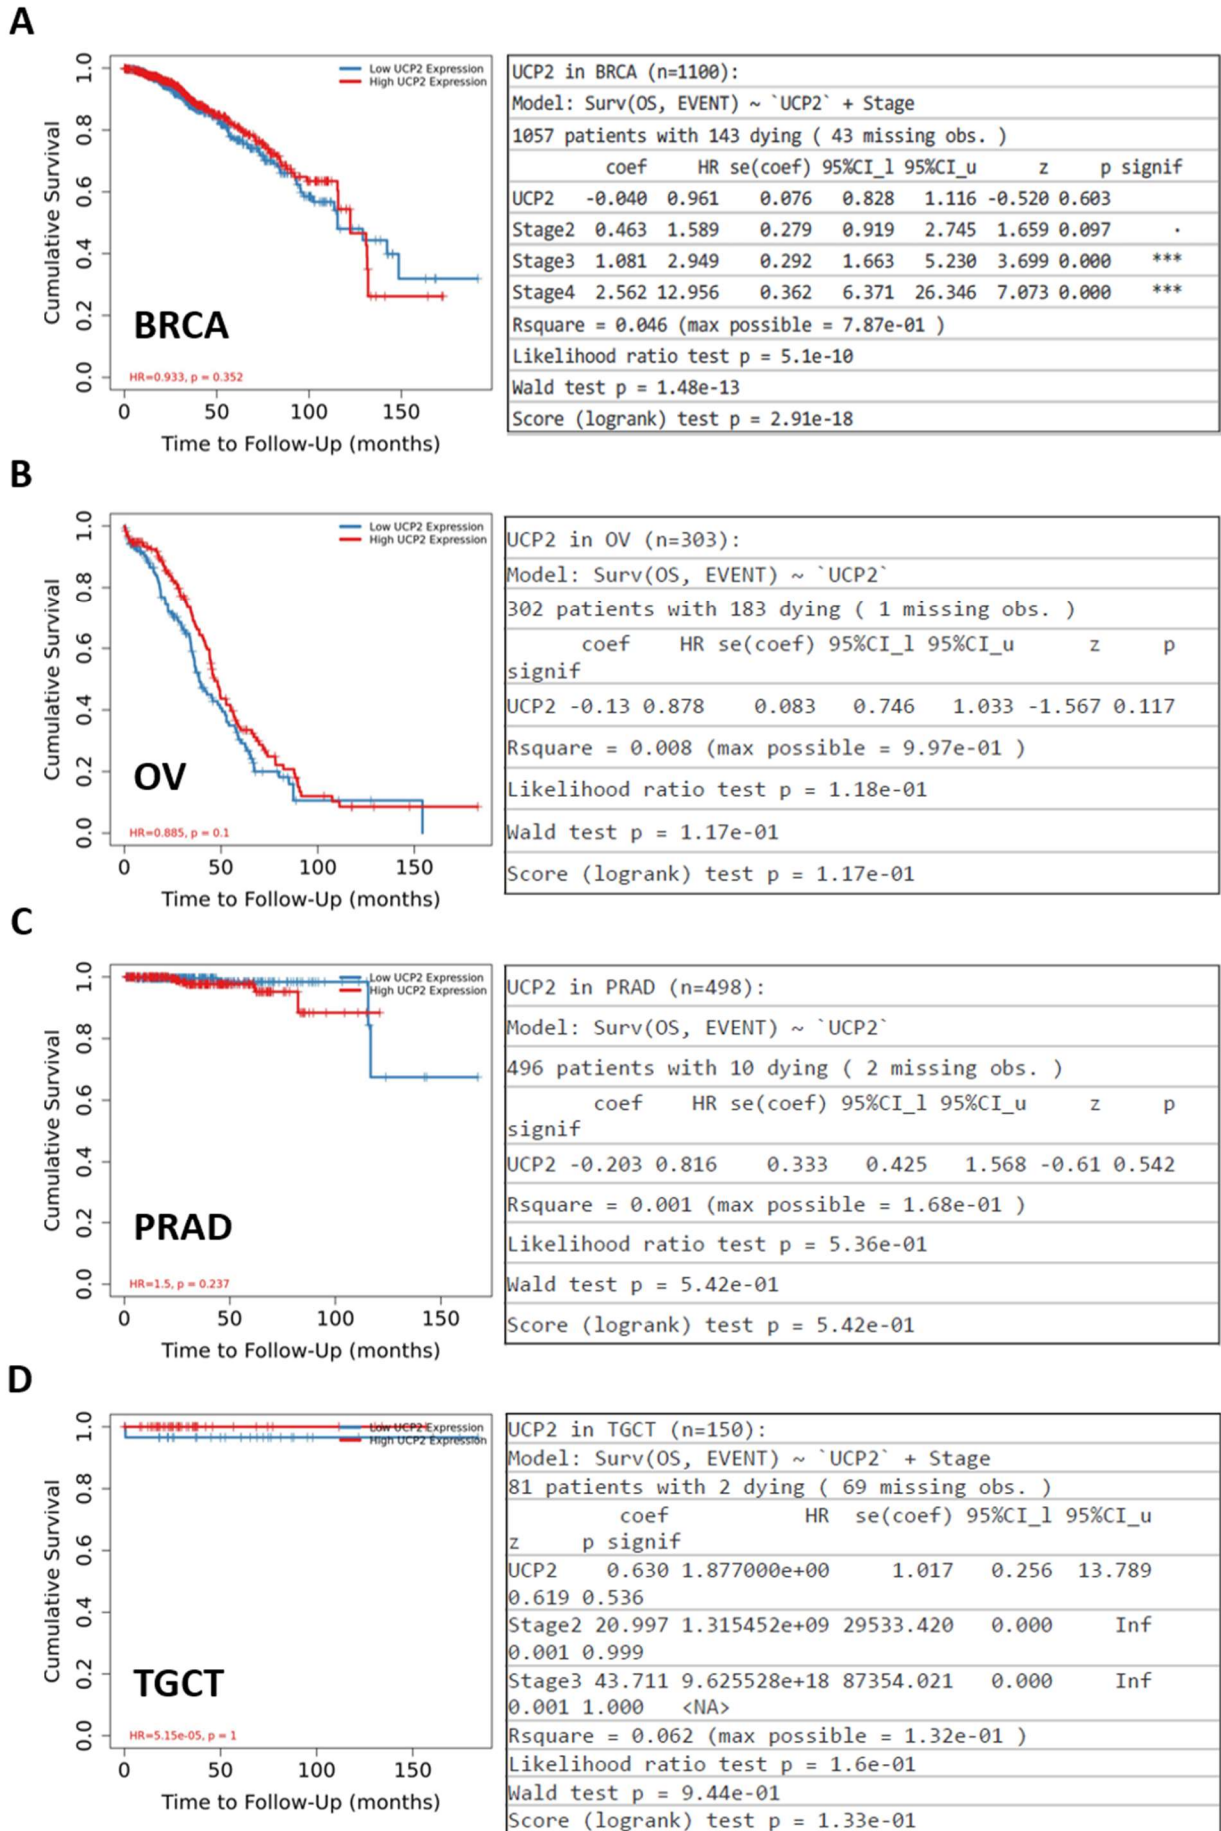 A
1.0
0.8
0.6
0.4
0.2
0.0
Cumulative Survival
Low UCP2 Expression
High UCP2 Expression
BRCA
HR=0.933, p = 0.352
0 50 100 150
Time to Follow-Up (months)
UCP2 in BRCA (n=1100):
Model: Surv(OS, EVENT) ~ `UCP2` + Stage
1057 patients with 143 dying ( 43 missing obs. )
coef HR se(coef) 95%CI_l 95%CI_u z p signif
UCP2 -0.040 0.961 0.076 0.828 1.116 -0.520 0.603
Stage2 0.463 1.589 0.279 0.919 2.745 1.659 0.097 .
Stage3 1.081 2.949 0.292 1.663 5.230 3.699 0.000 ***
Stage4 2.562 12.956 0.362 6.371 26.346 7.073 0.000 ***
Rsquare = 0.046 (max possible = 7.87e-01 )
Likelihood ratio test p = 5.1e-10
Wald test p = 1.48e-13
Score (logrank) test p = 2.91e-18
B
1.0
0.8
0.6
0.4
0.2
0.0
Cumulative Survival
Low UCP2 Expression
High UCP2 Expression
OV
HR=0.885, p = 0.1
0 50 100 150
Time to Follow-Up (months)
UCP2 in OV (n=303):
Model: Surv(OS, EVENT) ~ `UCP2`
302 patients with 183 dying ( 1 missing obs. )
coef HR se(coef) 95%CI_l 95%CI_u z p
signif
UCP2 -0.13 0.878 0.083 0.746 1.033 -1.567 0.117
Rsquare = 0.008 (max possible = 9.97e-01 )
Likelihood ratio test p = 1.18e-01
Wald test p = 1.17e-01
Score (logrank) test p = 1.17e-01
C
1.0
0.8
0.6
0.4
0.2
0.0
Cumulative Survival
Low UCP2 Expression
High UCP2 Expression
PRAD
HR=1.5, p = 0.237
0 50 100 150
Time to Follow-Up (months)
UCP2 in PRAD (n=498):
Model: Surv(OS, EVENT) ~ `UCP2`
496 patients with 10 dying ( 2 missing obs. )
coef HR se(coef) 95%CI_l 95%CI_u z p
signif
UCP2 -0.203 0.816 0.333 0.425 1.568 -0.61 0.542
Rsquare = 0.001 (max possible = 1.68e-01 )
Likelihood ratio test p = 5.36e-01
Wald test p = 5.42e-01
Score (logrank) test p = 5.42e-01
D
1.0
0.8
0.6
0.4
0.2
0.0
Cumulative Survival
Low UCP2 Expression
High UCP2 Expression
TGCT
HR=5.15e-05, p = 1
0 50 100 150
Time to Follow-Up (months)
UCP2 in TGCT (n=150):
Model: Surv(OS, EVENT) ~ `UCP2` + Stage
81 patients with 2 dying ( 69 missing obs. )
coef HR se(coef) 95%CI_l 95%CI_u
z p signif
UCP2 0.630 1.877000e+00 1.017 0.256 13.789
0.619 0.536
Stage2 20.997 1.315452e+09 29533.420 0.000 Inf
0.001 0.999
Stage3 43.711 9.625528e+18 87354.021 0.000 Inf
0.001 1.000 <NA>
Rsquare = 0.062 (max possible = 1.32e-01 )
Likelihood ratio test p = 1.6e-01
Wald test p = 9.44e-01
Score (logrank) test p = 1.33e-01